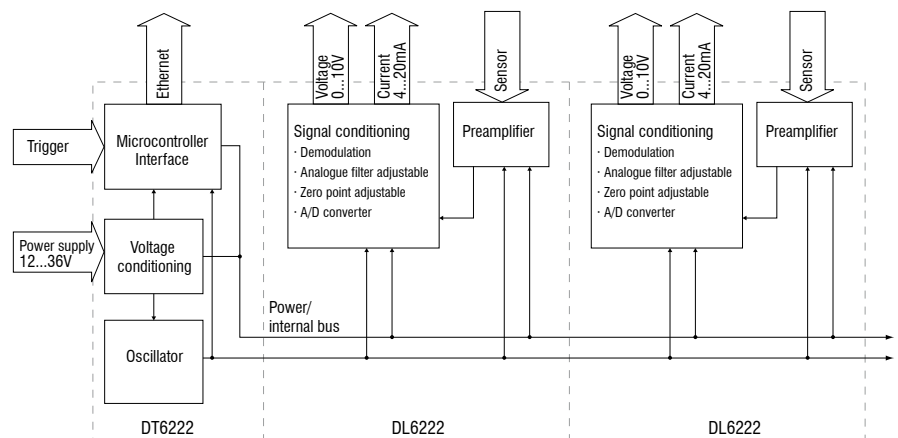 Ethernet
Voltage
0...10V
Current
4...20mA
Sensor
Voltage
0...10V
Current
4...20mA
Sensor
Trigger
Microcontroller
Interface
Signal conditioning
· Demodulation
· Analogue filter adjustable
· Zero point adjustable
· A/D converter
Preamplifier
Signal conditioning
· Demodulation
· Analogue filter adjustable
· Zero point adjustable
· A/D converter
Preamplifier
Power supply
12...36V
Voltage
conditioning
Power/
internal bus
Oscillator
DT6222
DL6222
DL6222